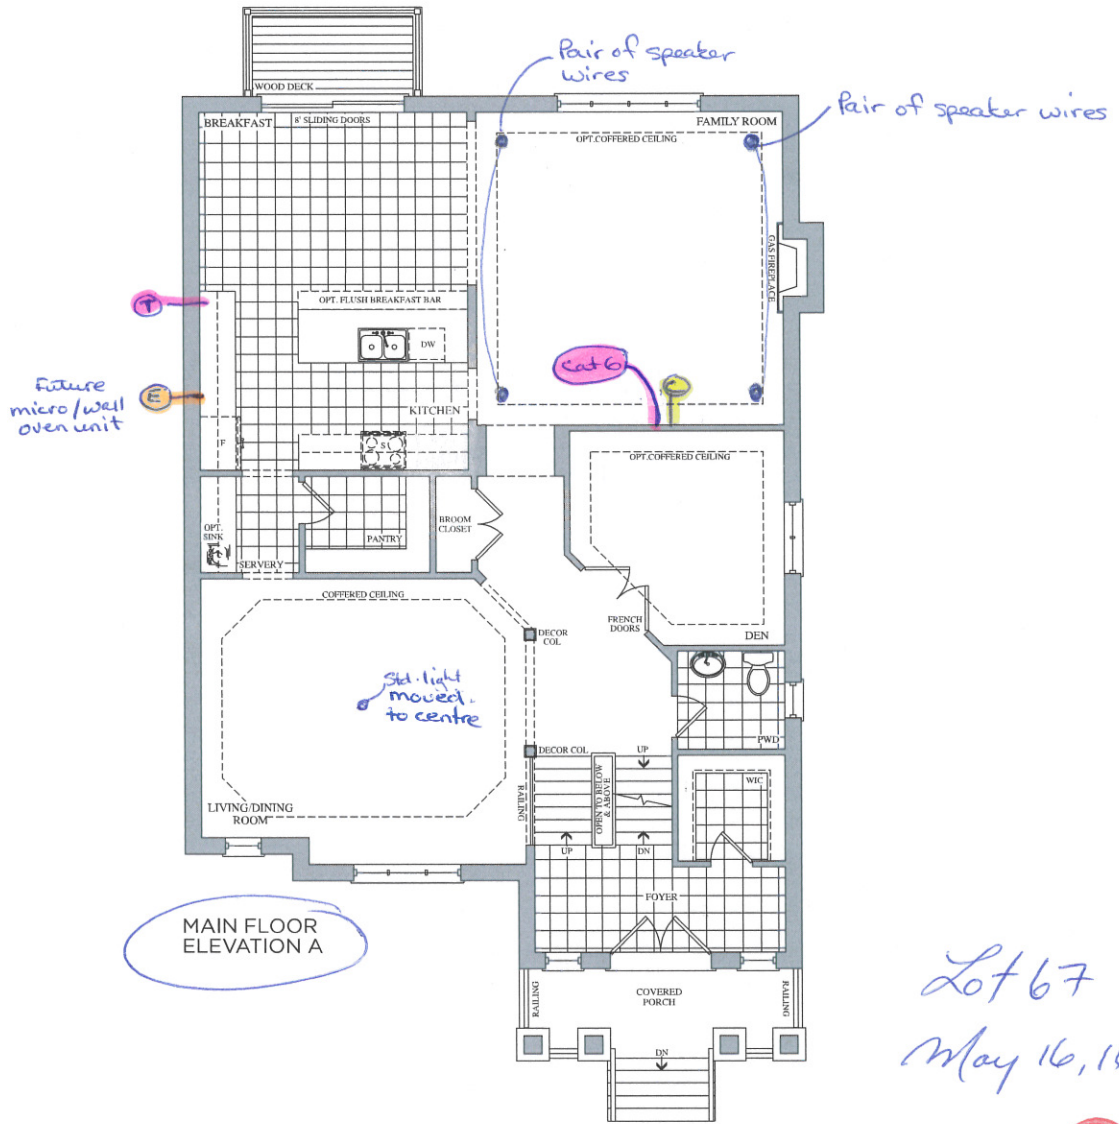 Pair of speaker
wires
Pair of speaker wires
WOOD DECK
BREAKFAST
8' SLIDING DOORS
FAMILY ROOM
OPT.COFFERED CEILING
GAS FIREPLACE
T
OPT. FLUSH BREAKFAST BAR
DW
Cat 6
C
Future
micro/wall
oven unit
E
KITCHEN
F
S
OPT.COFFERED CEILING
OPT.
SINK
SERVERY
PANTRY
BROOM
CLOSET
COFFERED CEILING
FRENCH
DOORS
DEN
DECOR
COL
Std. light
moved.
to centre
PWD
DECOR COL
UP
RAILING
OPEN TO BELOW
& ABOVE
WIC
LIVING/DINING
ROOM
UP
DN
FOYER
MAIN FLOOR
ELEVATION A
RAILING
COVERED
PORCH
RAILING
DN
Lot 67
May 16,